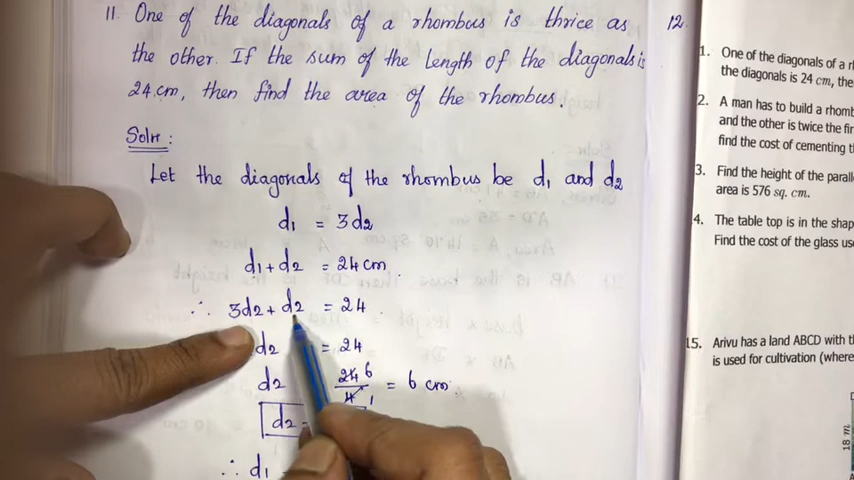 11. One of the diagonals of a rhombus is thrice as
the other. If the sum of the length of the diagonals is
24 cm, then find the area of the rhombus.
Soln:
Let the diagonals of the rhombus be d1 and d2
d1 = 3d2
d1 + d2 = 24 cm.
∴ 3d2 + d2 = 24.
d2 = 24
d2 24 6 / 4 1 = 6 cm.
d2 =
∴ d1 =
12.
1. One of the diagonals of a
the diagonals is 24 cm, the
2. A man has to build a rhomb
and the other is twice the fir
find the cost of cementing t
3. Find the height of the paral
area is 576 sq. cm.
4. The table top is in the shap
Find the cost of the glass use
15. Arivu has a land ABCD with t
is used for cultivation (where
18 m